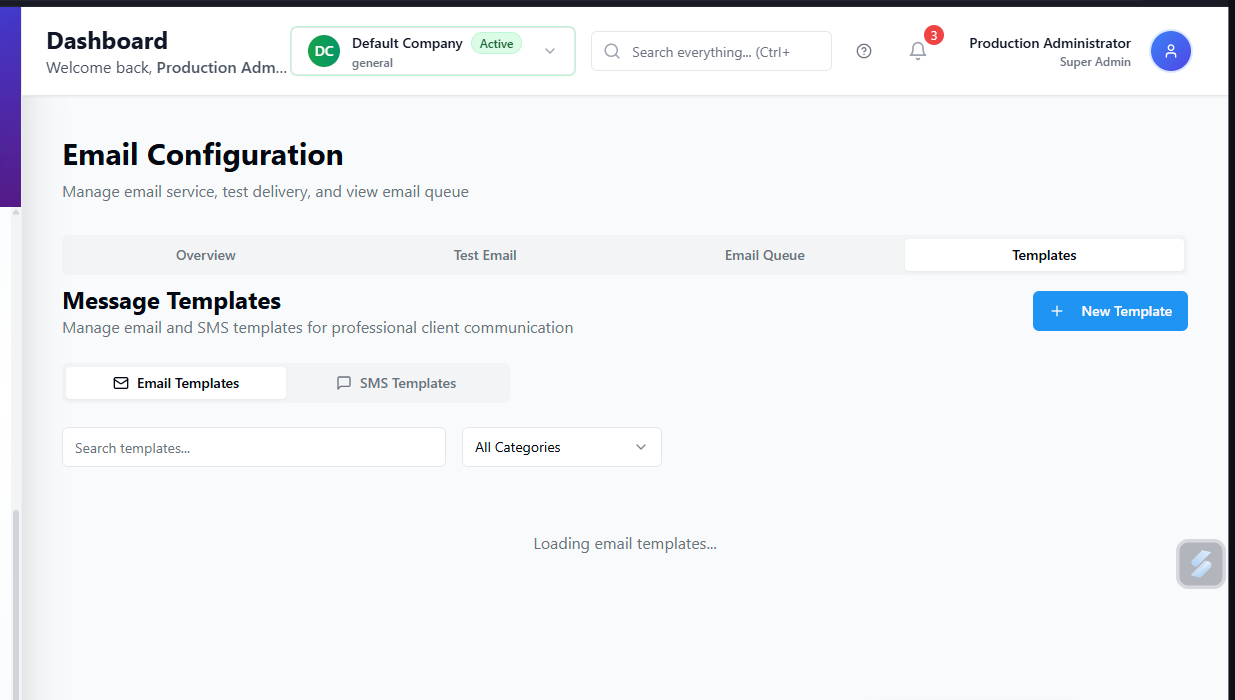 Dashboard
Welcome back, Production Adm...
DC
Default Company
Active
general
Search everything... (Ctrl+
3
Production Administrator
Super Admin
Email Configuration
Manage email service, test delivery, and view email queue
Overview
Test Email
Email Queue
Templates
Message Templates
Manage email and SMS templates for professional client communication
New Template
Email Templates
SMS Templates
Search templates...
All Categories
Loading email templates...